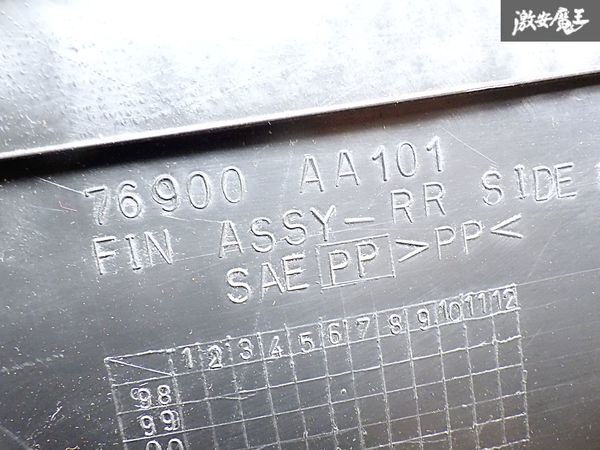 激安魔王
76900 AA101
FIN ASSY-RR SIDE
SAE PP >PP<
1 2 3 4 5 6 7 8 9 10 11 12
98
99
00